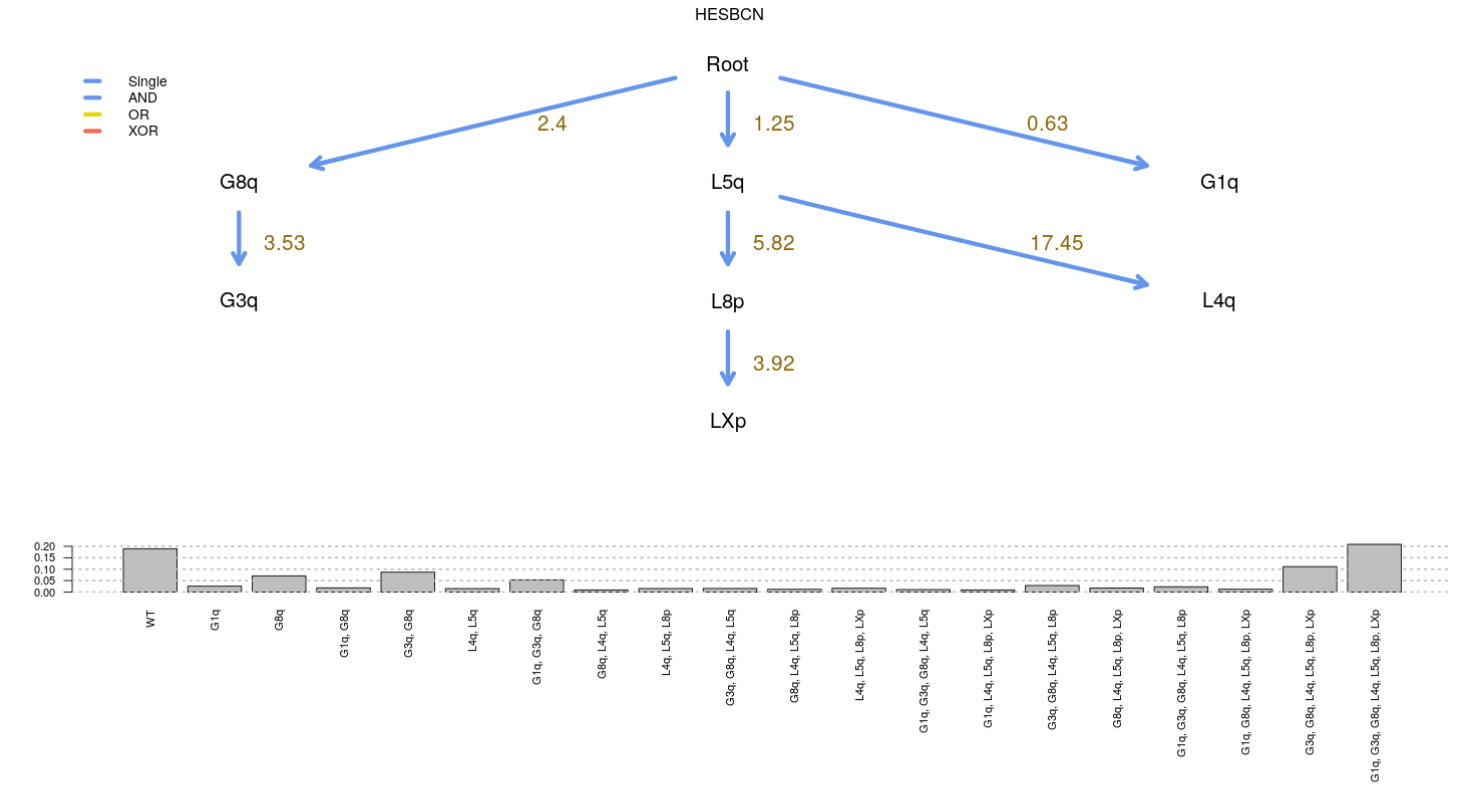 HESBCN
Root
Single
AND
OR
XOR
2.4
1.25
0.63
G8q
L5q
G1q
3.53
5.82
17.45
G3q
L8p
L4q
3.92
LXp
0.20
0.15
0.10
0.05
0.00
WT
G1q
G8q
G1q, G8q
G3q, G8q
L4q, L5q
G1q, G3q, G8q
G8q, L4q, L5q
L4q, L5q, L8p
G3q, G8q, L4q, L5q
G8q, L4q, L5q, L8p
L4q, L5q, L8p, LXp
G1q, G3q, G8q, L4q, L5q
G1q, L4q, L5q, L8p, LXp
G3q, G8q, L4q, L5q, L8p
G8q, L4q, L5q, L8p, LXp
G1q, G3q, G8q, L4q, L5q, L8p
G1q, G8q, L4q, L5q, L8p, LXp
G3q, G8q, L4q, L5q, L8p, LXp
G1q, G3q, G8q, L4q, L5q, L8p, LXp